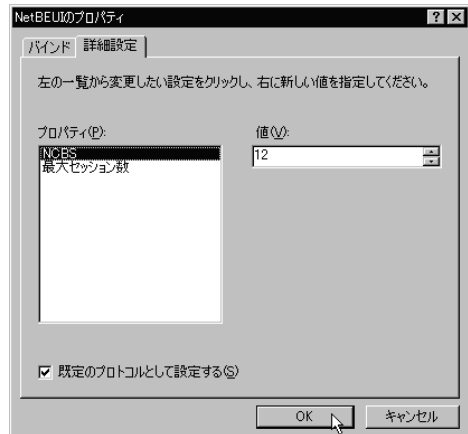 NetBEUIのプロパティ
バインド 詳細設定
左の一覧から変更したい設定をクリックし、右に新しい値を指定してください。
プロパティ(P): 値(V):
NCBS 12
最大セッション数
既定のプロトコルとして設定する(S)
OK キャンセル